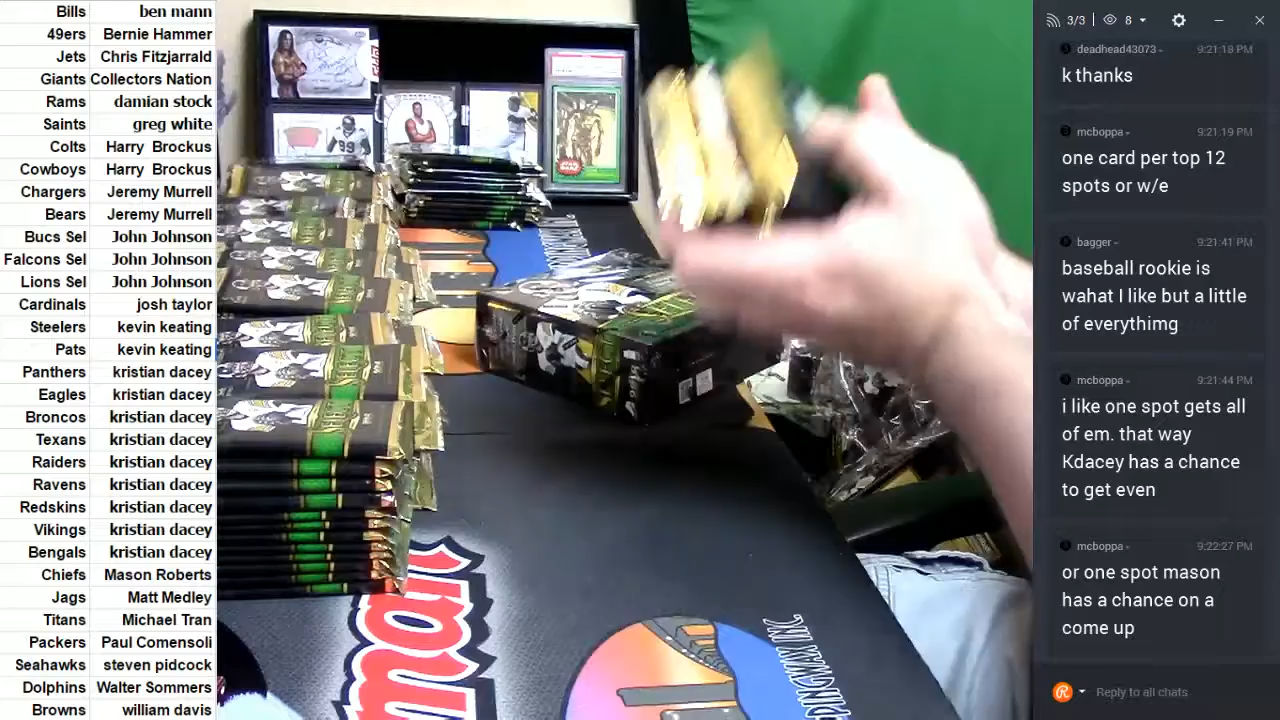 Bills ben mann
49ers Bernie Hammer
Jets Chris Fitzjarrald
Giants Collectors Nation
Rams damian stock
Saints greg white
Colts Harry Brockus
Cowboys Harry Brockus
Chargers Jeremy Murrell
Bears Jeremy Murrell
Bucs Sel John Johnson
Falcons Sel John Johnson
Lions Sel John Johnson
Cardinals josh taylor
Steelers kevin keating
Pats kevin keating
Panthers kristian dacey
Eagles kristian dacey
Broncos kristian dacey
Texans kristian dacey
Raiders kristian dacey
Ravens kristian dacey
Redskins kristian dacey
Vikings kristian dacey
Bengals kristian dacey
Chiefs Mason Roberts
Jags Matt Medley
Titans Michael Tran
Packers Paul Comensoli
Seahawks steven pidcock
Dolphins Walter Sommers
Browns william davis
99
PPINGWAX INC
3/3 8
deadhead43073 9:21:18 PM
k thanks
mcboppa 9:21:19 PM
one card per top 12
spots or w/e
bagger 9:21:41 PM
baseball rookie is
wahat I like but a little
of everythimg
mcboppa 9:21:44 PM
i like one spot gets all
of em. that way
Kdacey has a chance
to get even
mcboppa 9:22:27 PM
or one spot mason
has a chance on a
come up
Reply to all chats